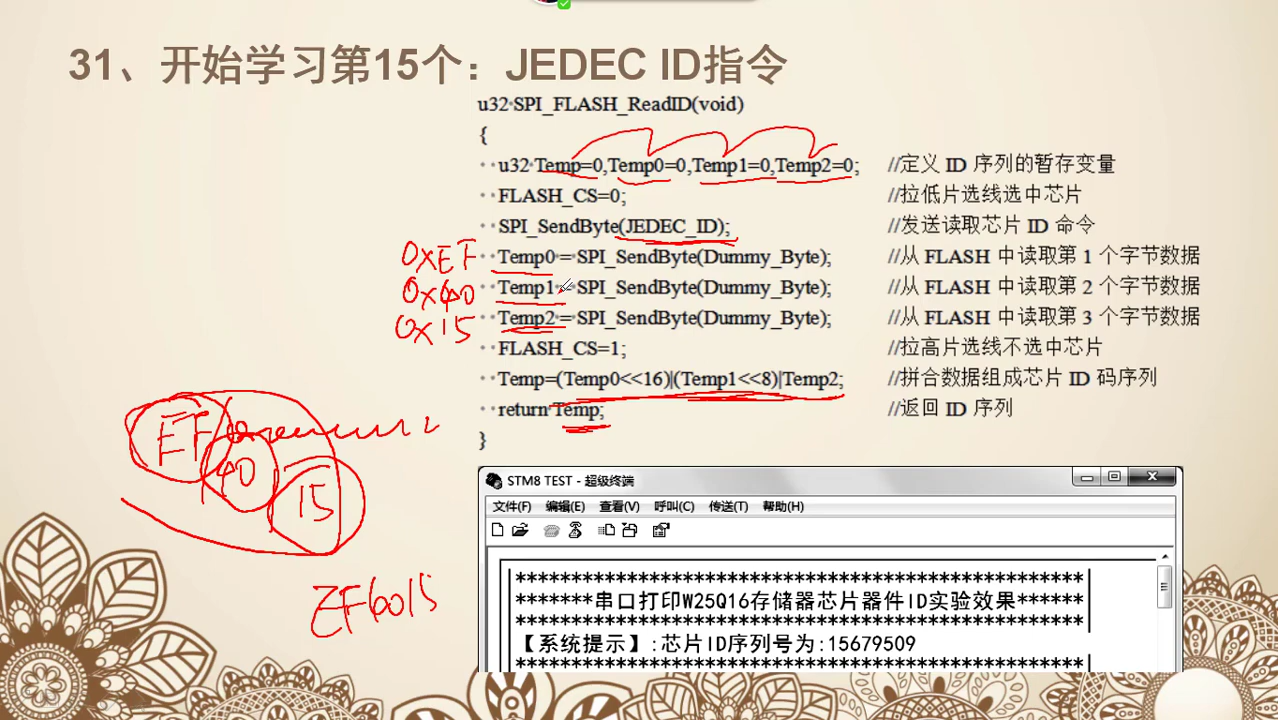 31、开始学习第15个：JEDEC ID指令
u32 SPI_FLASH_ReadID(void)
{
u32 Temp=0,Temp0=0,Temp1=0,Temp2=0; //定义 ID 序列的暂存变量
FLASH_CS=0; //拉低片选线选中芯片
SPI_SendByte(JEDEC_ID); //发送读取芯片 ID 命令
0XEF Temp0 = SPI_SendByte(Dummy_Byte); //从 FLASH 中读取第 1 个字节数据
0x40 Temp1 = SPI_SendByte(Dummy_Byte); //从 FLASH 中读取第 2 个字节数据
0X15 Temp2 = SPI_SendByte(Dummy_Byte); //从 FLASH 中读取第 3 个字节数据
FLASH_CS=1; //拉高片选线不选中芯片
Temp=(Temp0<<16)|(Temp1<<8)|Temp2; //拼合数据组成芯片 ID 码序列
return Temp; //返回 ID 序列
}
EF
40
15
STM8 TEST - 超级终端
文件(F) 编辑(E) 查看(V) 呼叫(C) 传送(T) 帮助(H)
|***************************************************|
|*******串口打印W25Q16存储器芯片器件ID实验效果******|
|***************************************************|
【系统提示】:芯片ID序列号为:15679509
|***************************************************|